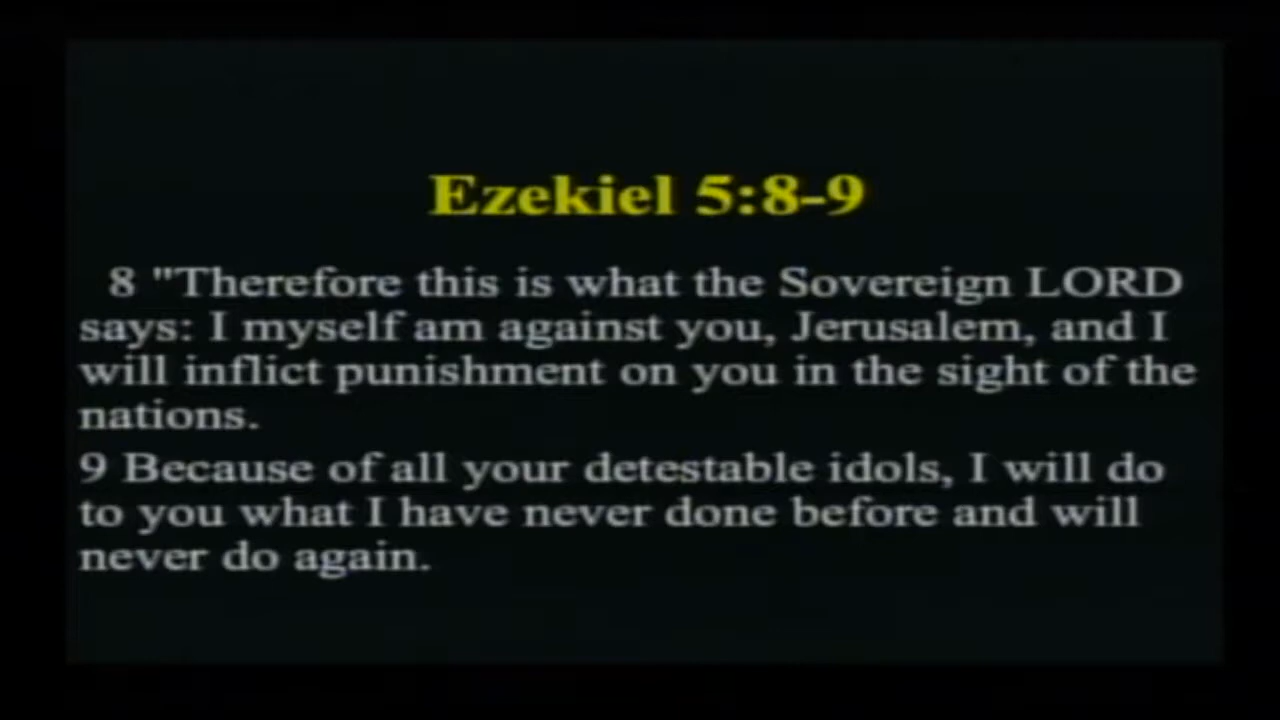 Ezekiel 5:8-9
8 "Therefore this is what the Sovereign LORD
says: I myself am against you, Jerusalem, and I
will inflict punishment on you in the sight of the
nations.
9 Because of all your detestable idols, I will do
to you what I have never done before and will
never do again.